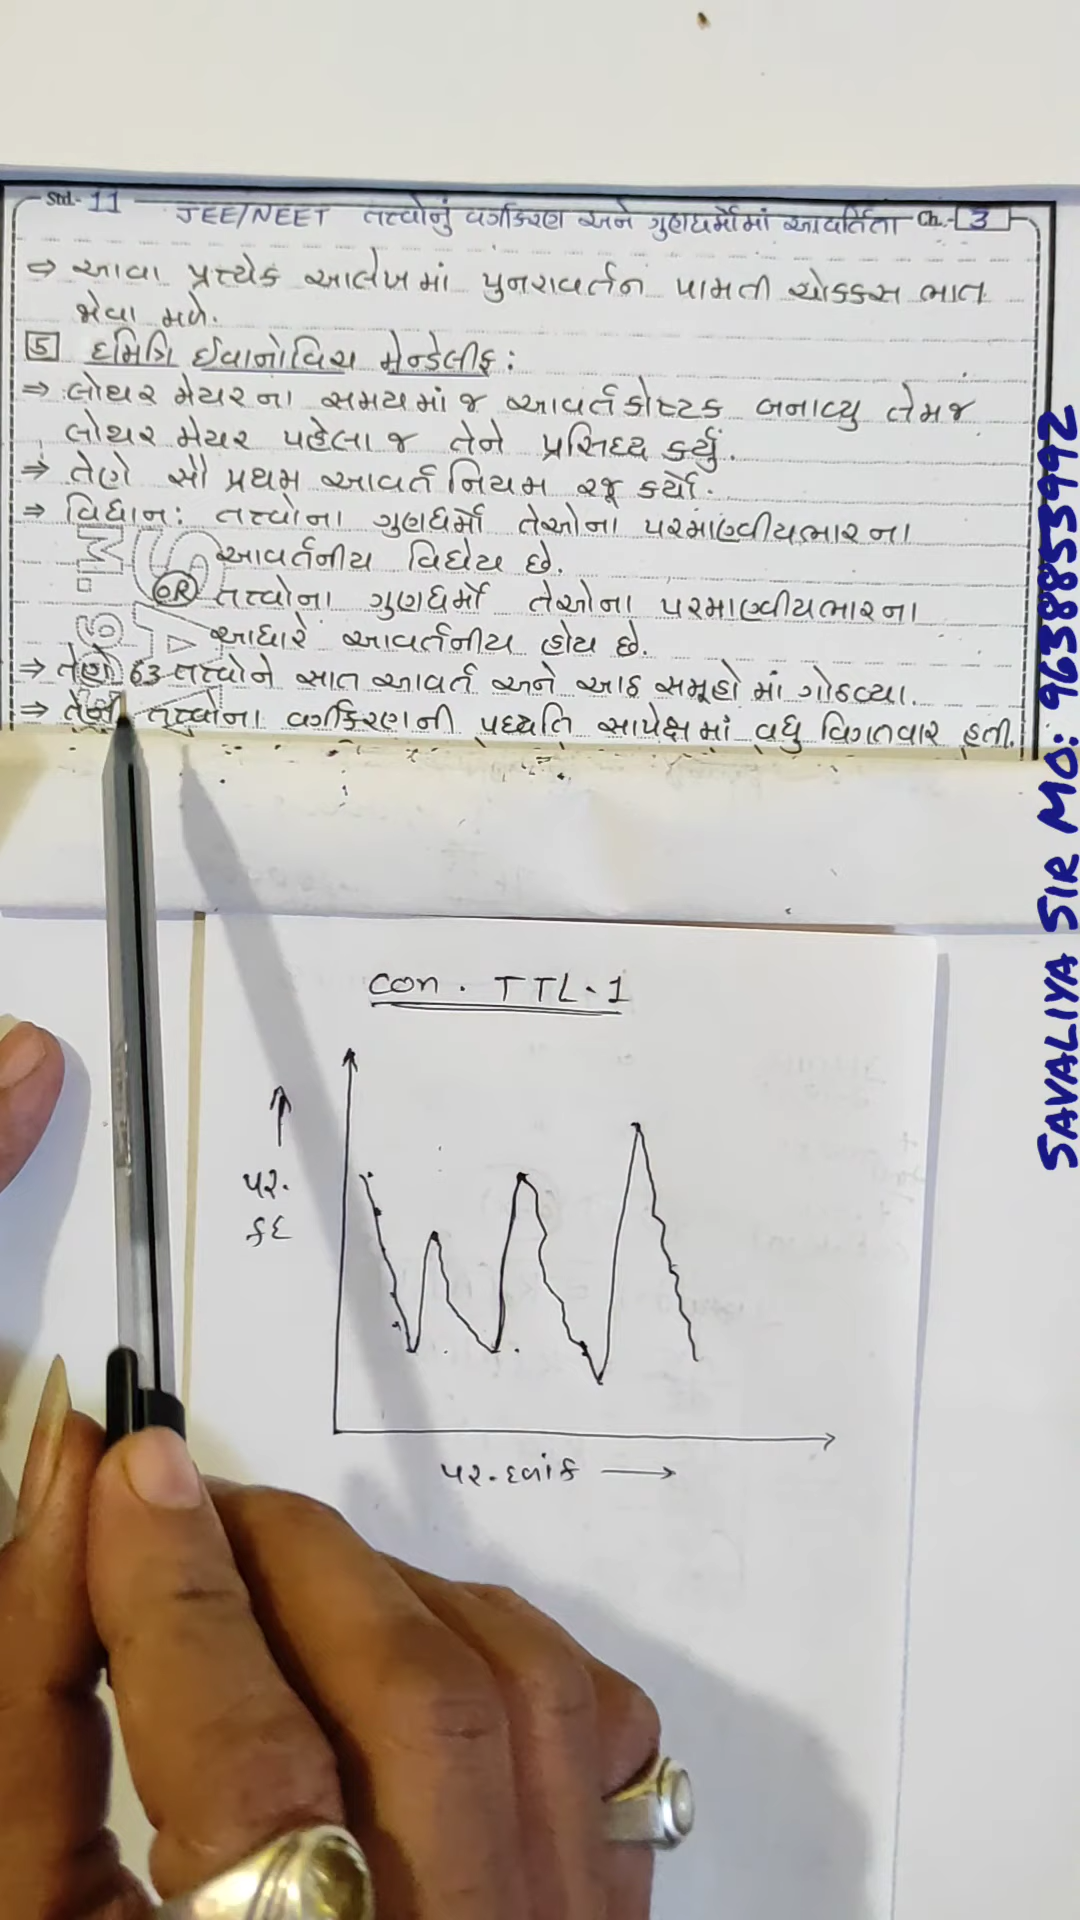 Std.- 11 JEE/NEET તત્ત્વોનું વર્ગીકરણ અને ગુણધર્મોમાં આવર્તિતા Ch.- 3
⇒ આવા પ્રત્યેક આલેખમાં પુનરાવર્તન પામતી ચોક્કસ ભાત
જોવા મળે.
5 દમિત્રિ ઈવાનોવિચ મેન્ડેલીફ :
⇒ લોથર મેયરના સમયમાં જ આવર્તકોષ્ટક બનાવ્યુ તેમજ
લોથર મેયર પહેલા જ તેને પ્રસિધ્ધ કર્યું.
⇒ તેણે સૌ પ્રથમ આવર્ત નિયમ રજૂ કર્યો.
⇒ વિધાન : તત્ત્વોના ગુણધર્મો તેઓના પરમાણ્વીયભારના
આવર્તનીય વિધેય છે.
OR તત્ત્વોના ગુણધર્મો તેઓના પરમાણ્વીયભારના
આધારે આવર્તનીય હોય છે.
⇒ તેણે 63 તત્ત્વોને સાત આવર્ત અને આઠ સમૂહોમાં ગોઠવ્યા.
⇒ તેની તત્ત્વોના વર્ગીકરણની પધ્ધતિ સાપેક્ષમાં વધુ વિગતવાર હતી.
con. TTL-1
પર.
કદ
પર. ક્રમાંક
SAVALIYA SIR MO: 9638853992